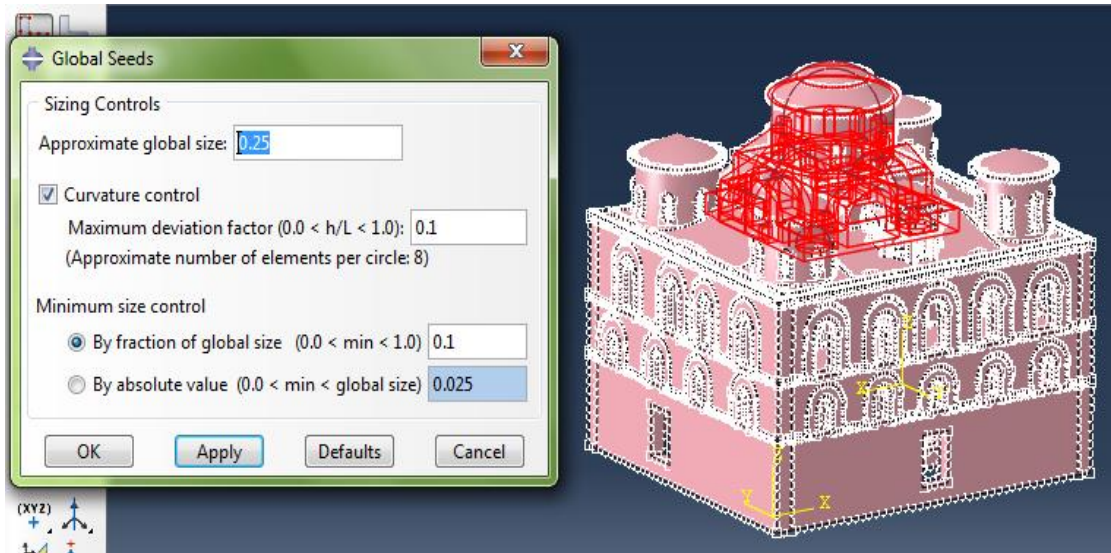 Global Seeds
Sizing Controls
Approximate global size: 0.25
Curvature control
Maximum deviation factor (0.0 < h/L < 1.0): 0.1
(Approximate number of elements per circle: 8)
Minimum size control
By fraction of global size (0.0 < min < 1.0) 0.1
By absolute value (0.0 < min < global size) 0.025
OK Apply Defaults Cancel
(XYZ)
X
Y X